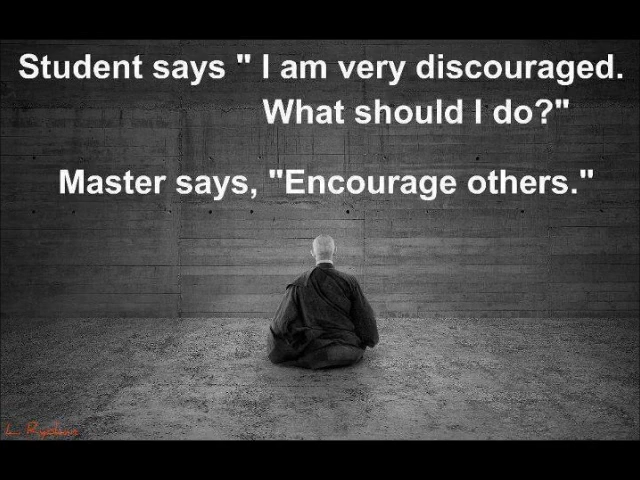 Student says " I am very discouraged.
What should I do?"
Master says, "Encourage others."